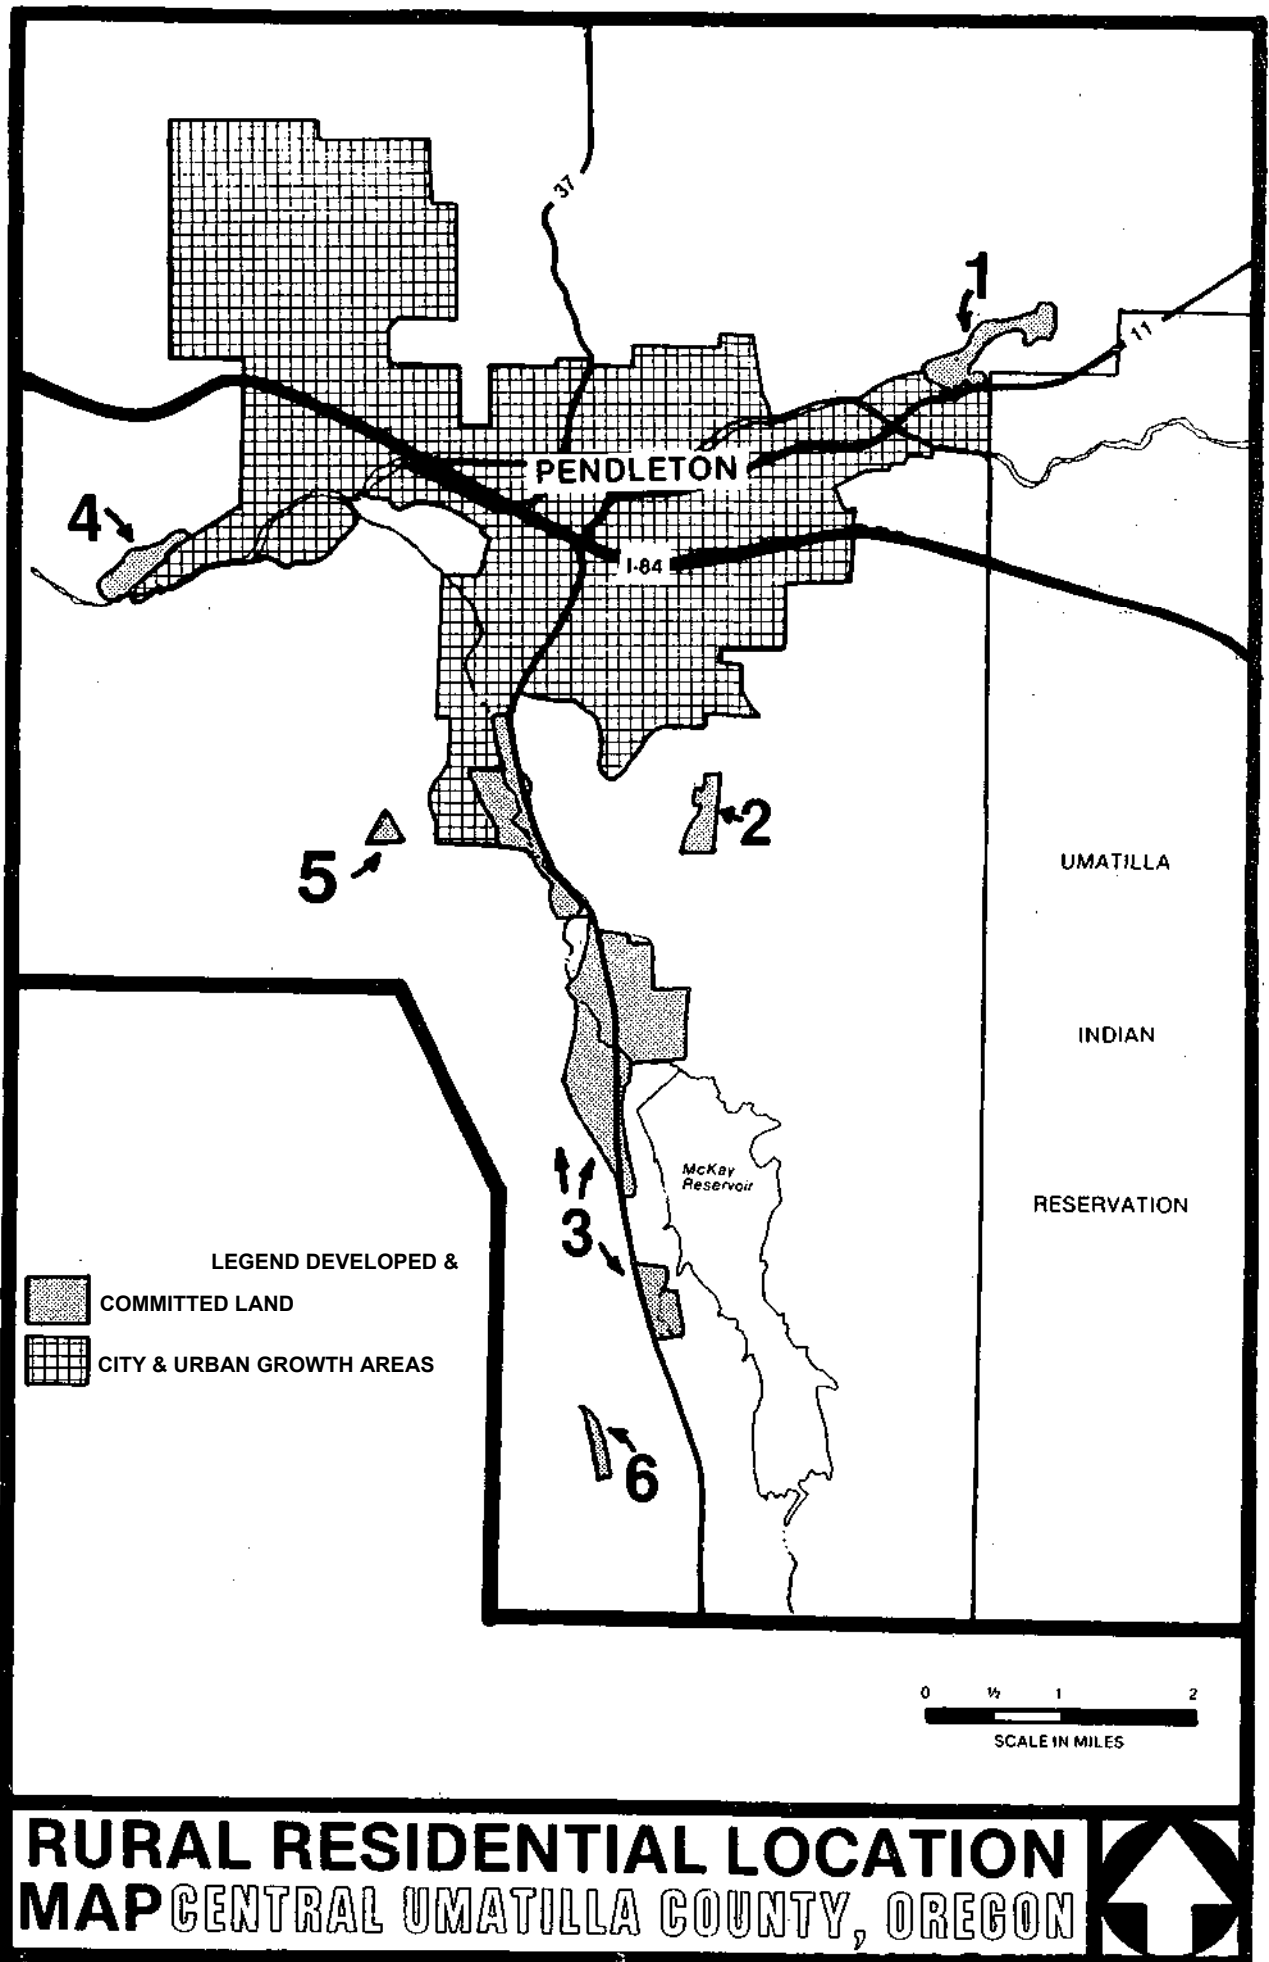 37
1
11
PENDLETON
4
I-84
2
5
UMATILLA
INDIAN
McKay
Reservoir
RESERVATION
3
LEGEND DEVELOPED &
COMMITTED LAND
CITY & URBAN GROWTH AREAS
6
0 ½ 1 2
SCALE IN MILES
RURAL RESIDENTIAL LOCATION
MAP CENTRAL UMATILLA COUNTY, OREGON